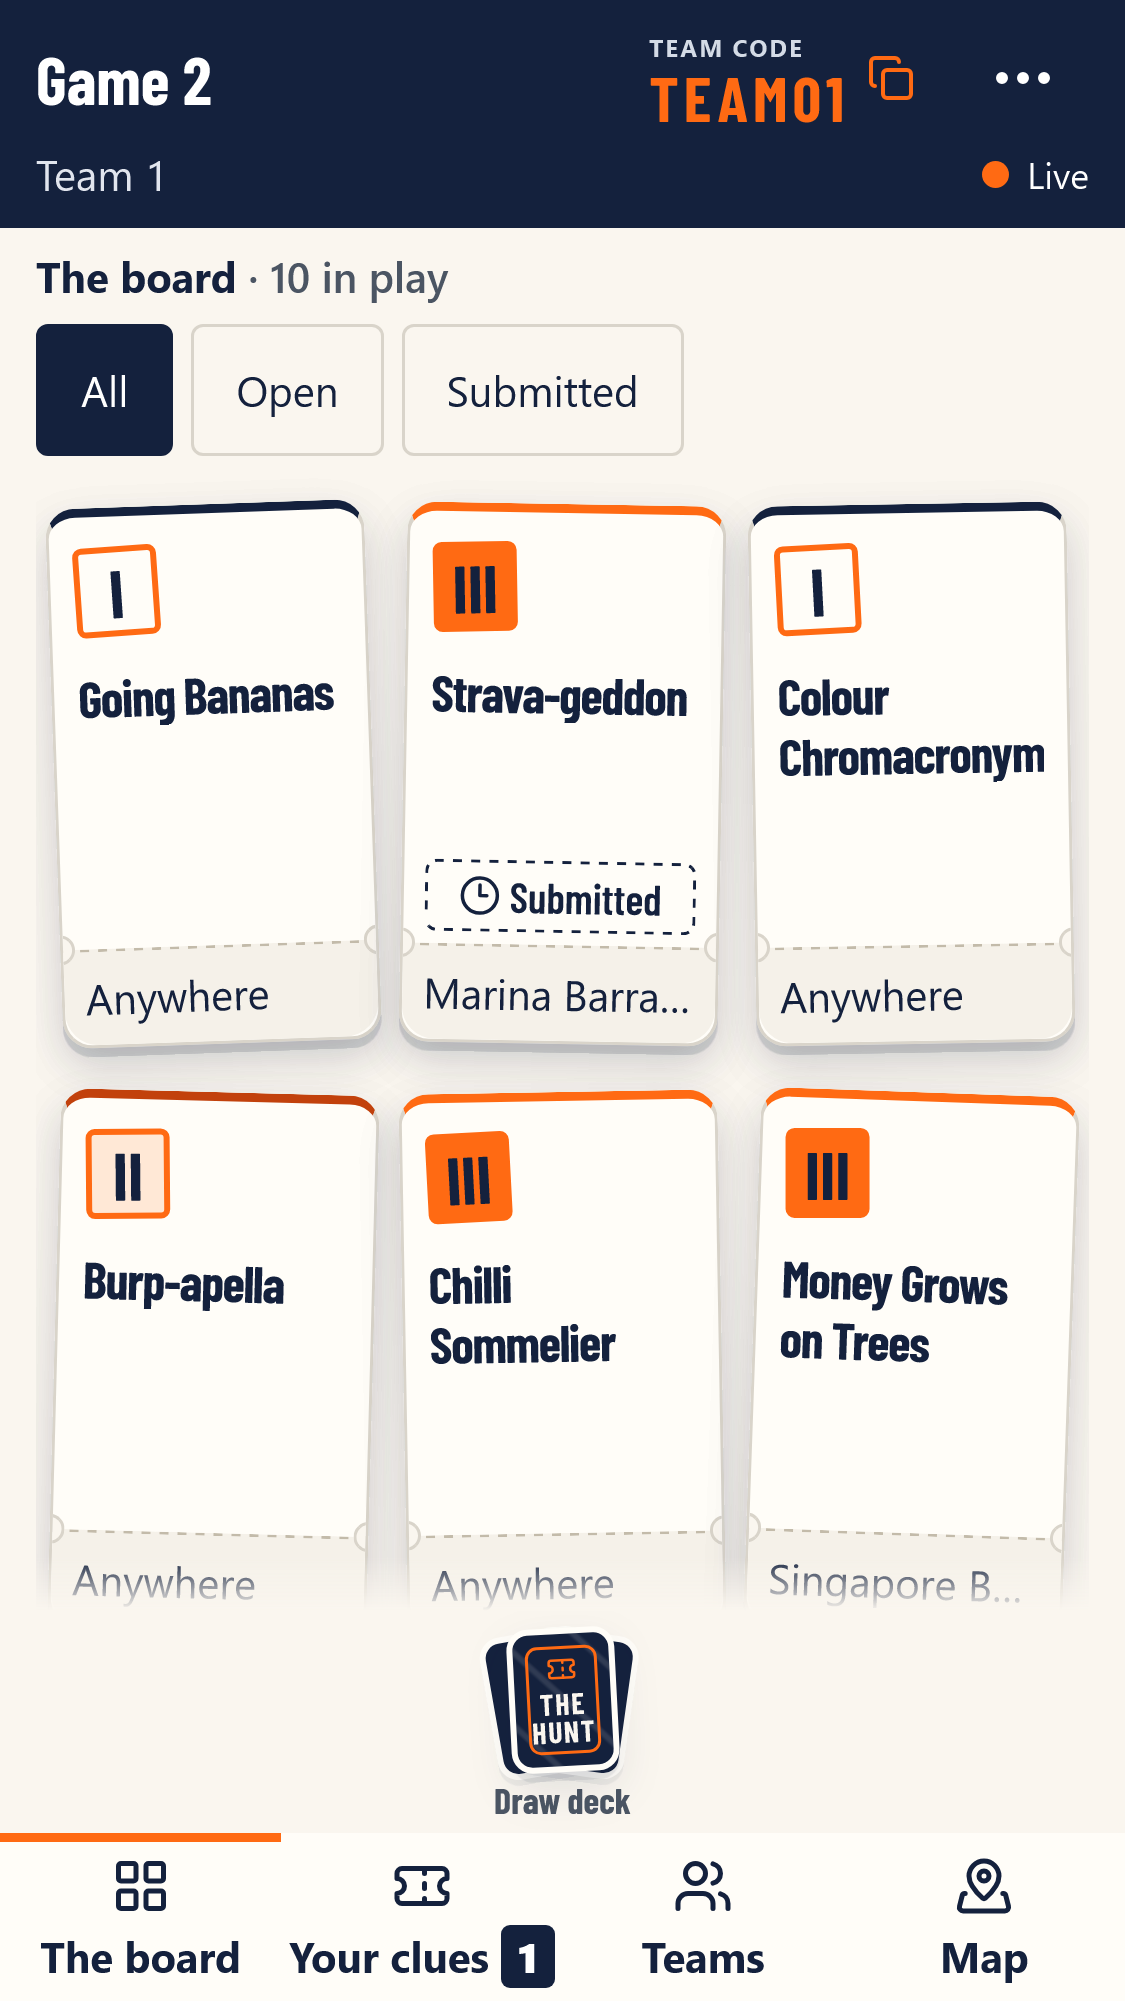 Game 2
TEAM CODE
TEAM01
Team 1
Live
The board · 10 in play
All
Open
Submitted
I
Going Bananas
Anywhere
III
Strava-geddon
Submitted
Marina Barra...
I
Colour
Chromacronym
Anywhere
II
Burp-apella
Anywhere
III
Chilli
Sommelier
Anywhere
III
Money Grows
on Trees
Singapore B...
THE
HUNT
Draw deck
The board
Your clues 1
Teams
Map